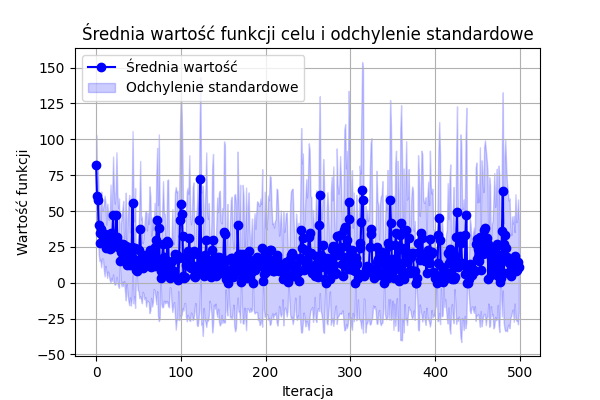 Średnia wartość funkcji celu i odchylenie standardowe
Średnia wartość
Odchylenie standardowe
Wartość funkcji
150
125
100
75
50
25
0
−25
−50
0 100 200 300 400 500
Iteracja